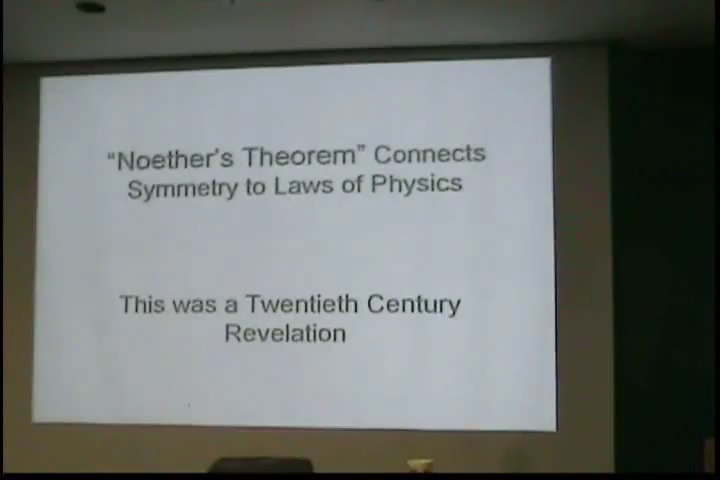 “Noether’s Theorem” Connects
Symmetry to Laws of Physics
This was a Twentieth Century
Revelation